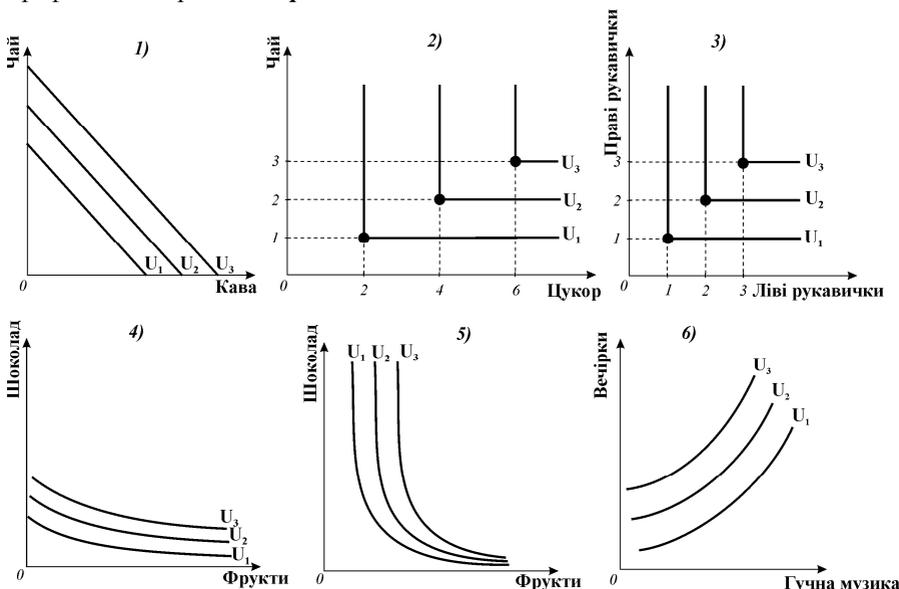 1)
Чай
U₁ U₂ U₃
0
Кава
2)
Чай
3
2
1
U₃
U₂
U₁
0
2
4
6
Цукор
3)
Праві рукавички
3
2
1
U₃
U₂
U₁
0
1
2
3
Ліві рукавички
4)
Шоколад
U₃
U₂
U₁
0
Фрукти
5)
Шоколад
U₁ U₂ U₃
0
Фрукти
6)
Вечірки
U₃
U₂
U₁
0
Гучна музика